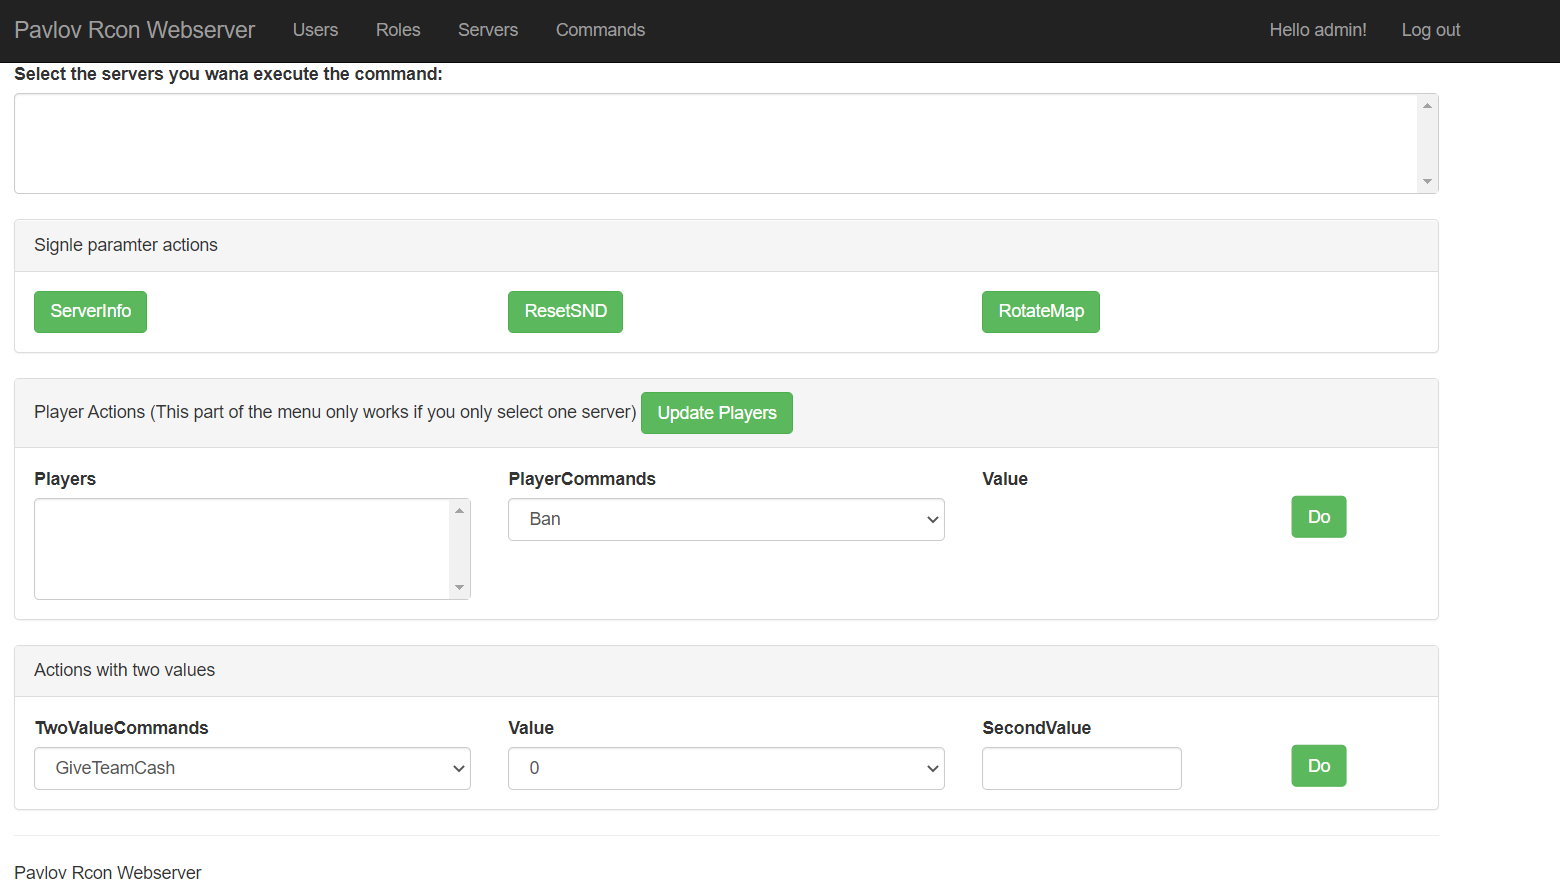 Pavlov Rcon Webserver Users Roles Servers Commands Hello admin! Log out
Select the servers you wana execute the command:
Signle paramter actions
ServerInfo ResetSND RotateMap
Player Actions (This part of the menu only works if you only select one server) Update Players
Players PlayerCommands Value
Ban Do
Actions with two values
TwoValueCommands Value SecondValue
GiveTeamCash 0 Do
Pavlov Rcon Webserver